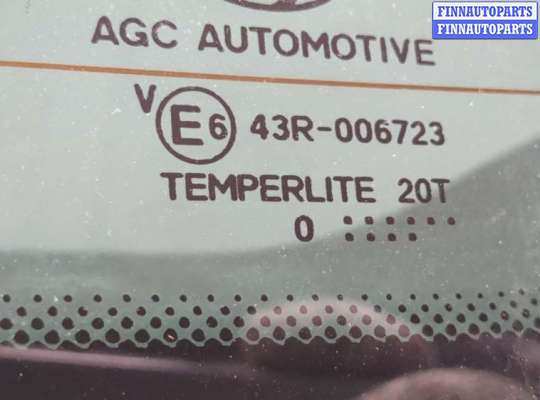 FINNAUTOPARTS
FINNAUTOPARTS
AGC AUTOMOTIVE
V E6 43R-006723
TEMPERLITE 20T
0